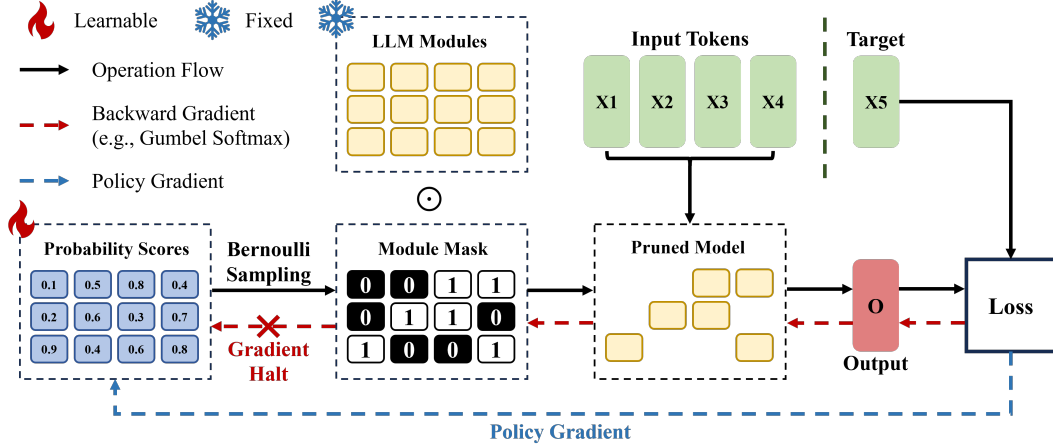 Learnable
Fixed
Operation Flow
Backward Gradient
(e.g., Gumbel Softmax)
Policy Gradient
LLM Modules
Input Tokens
X1 X2 X3 X4
Target
X5
Probability Scores
0.1 0.5 0.8 0.4
0.2 0.6 0.3 0.7
0.9 0.4 0.6 0.8
Bernoulli
Sampling
Gradient
Halt
Module Mask
0 0 1 1
0 1 1 0
1 0 0 1
Pruned Model
O
Output
Loss
Policy Gradient